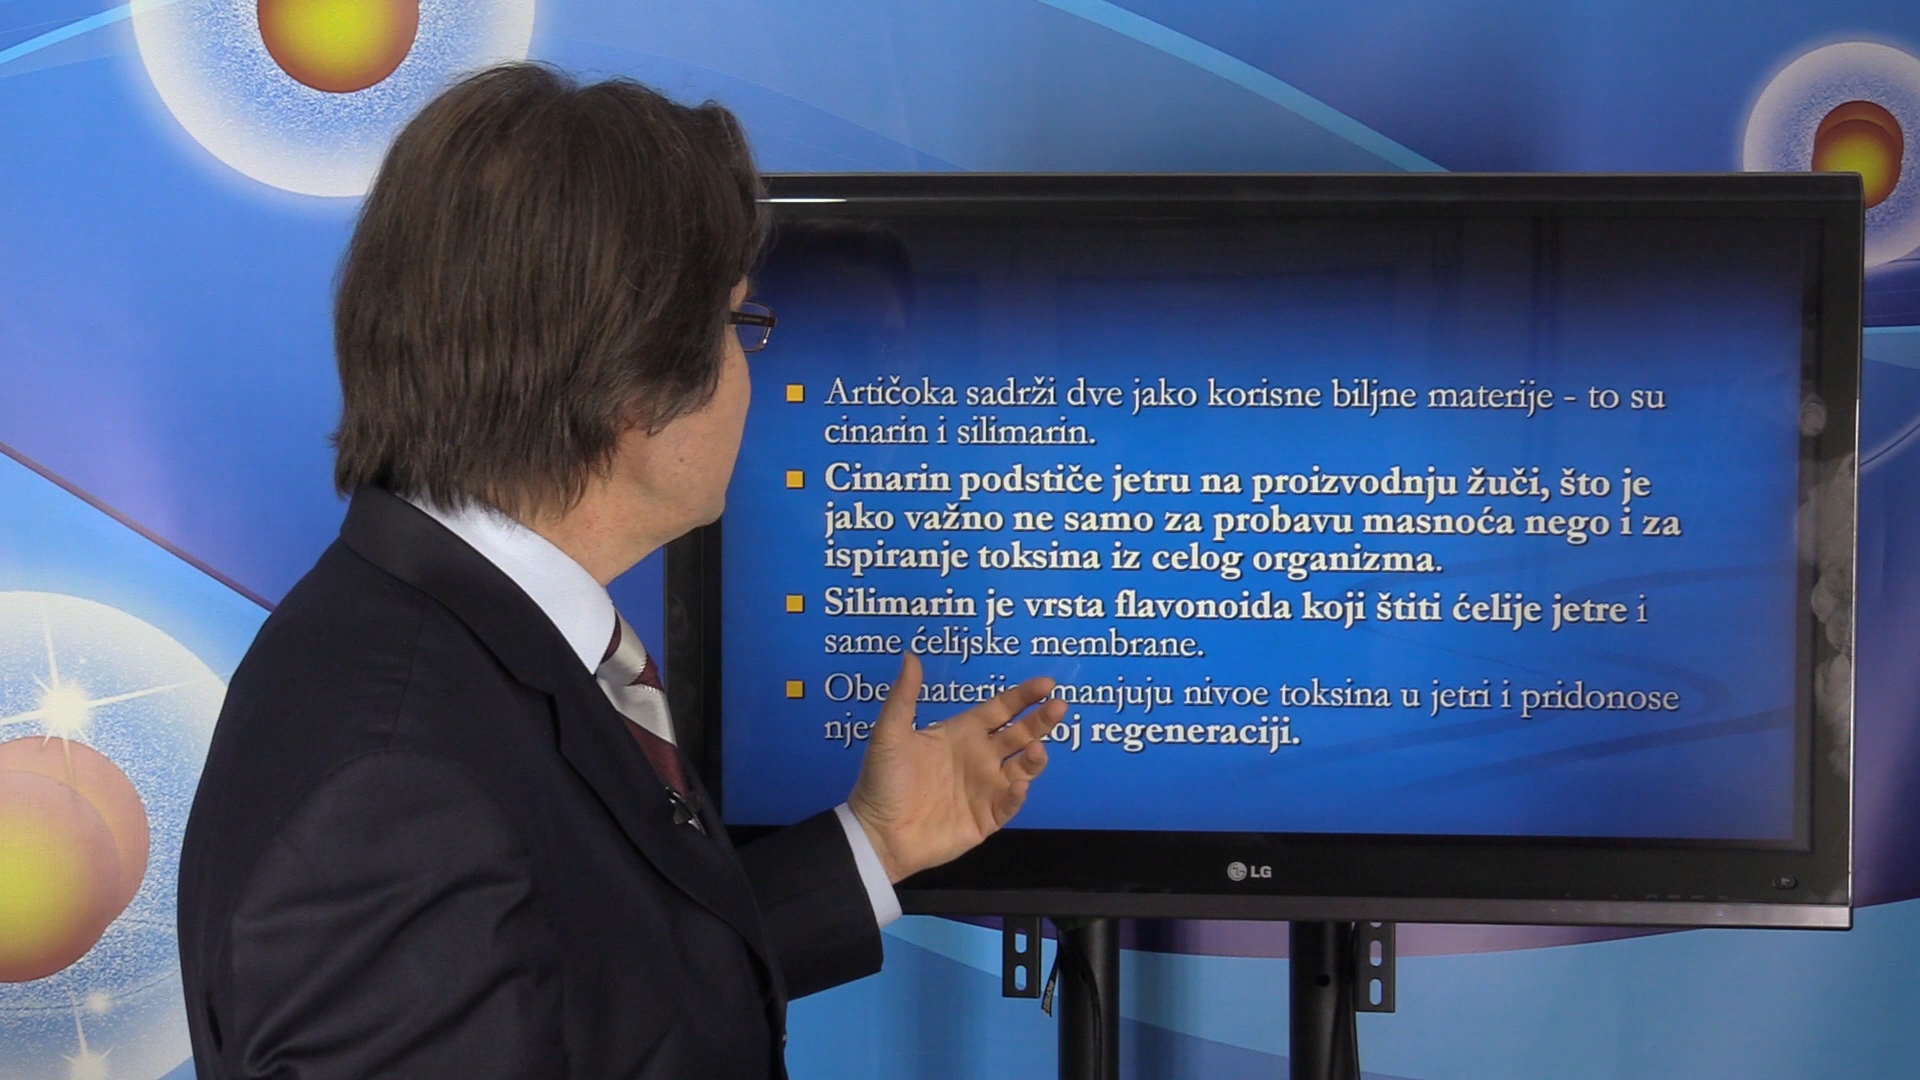 Artičoka sadrži dve jako korisne biljne materije - to su
cinarin i silimarin.
Cinarin podstiče jetru na proizvodnju žuči, što je
jako važno ne samo za probavu masnoća nego i za
ispiranje toksina iz celog organizma.
Silimarin je vrsta flavonoida koji štiti ćelije jetre i
same ćelijske membrane.
Obe nivoe toksina u jetri i pridonose
regeneraciji.
LG